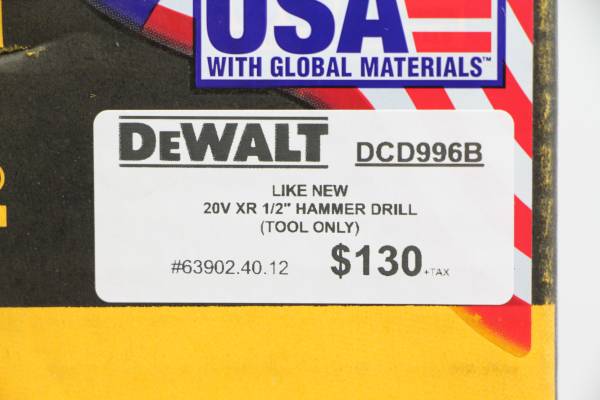 USA
WITH GLOBAL MATERIALS™
DEWALT DCD996B
LIKE NEW
20V XR 1/2" HAMMER DRILL
(TOOL ONLY)
#63902.40.12 $130 +TAX